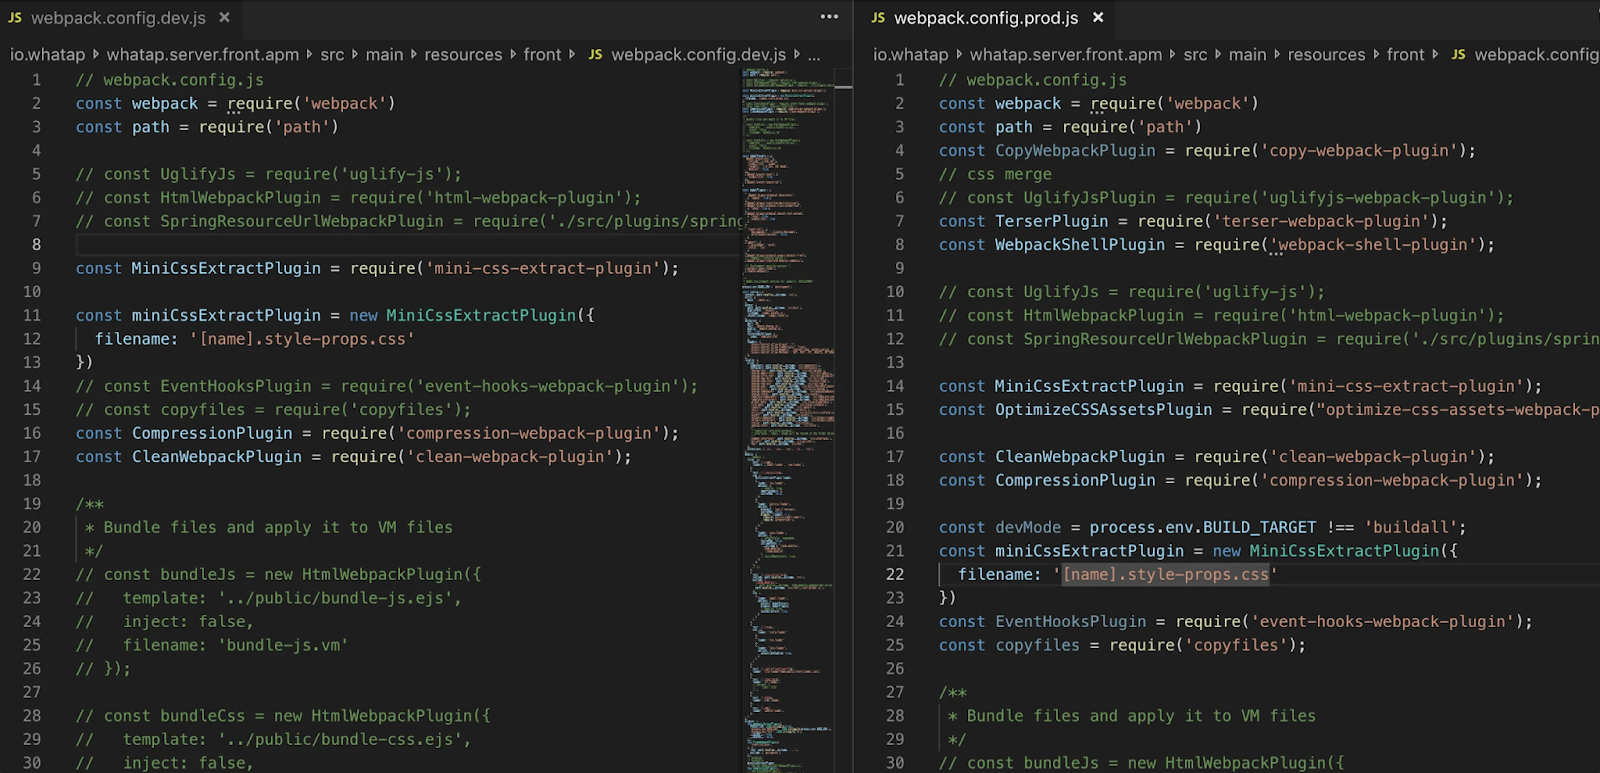 JS webpack.config.dev.js ×
io.whatap > whatap.server.front.apm > src > main > resources > front > JS webpack.config.dev.js > ...
1 // webpack.config.js
2 const webpack = require('webpack')
3 const path = require('path')
4
5 // const UglifyJs = require('uglify-js');
6 // const HtmlWebpackPlugin = require('html-webpack-plugin');
7 // const SpringResourceUrlWebpackPlugin = require('./src/plugins/spring
8
9 const MiniCssExtractPlugin = require('mini-css-extract-plugin');
10
11 const miniCssExtractPlugin = new MiniCssExtractPlugin({
12 filename: '[name].style-props.css'
13 })
14 // const EventHooksPlugin = require('event-hooks-webpack-plugin');
15 // const copyfiles = require('copyfiles');
16 const CompressionPlugin = require('compression-webpack-plugin');
17 const CleanWebpackPlugin = require('clean-webpack-plugin');
18
19 /**
20 * Bundle files and apply it to VM files
21 */
22 // const bundleJs = new HtmlWebpackPlugin({
23 // template: '../public/bundle-js.ejs',
24 // inject: false,
25 // filename: 'bundle-js.vm'
26 // });
27
28 // const bundleCss = new HtmlWebpackPlugin({
29 // template: '../public/bundle-css.ejs',
30 // inject: false,
JS webpack.config.prod.js ×
io.whatap > whatap.server.front.apm > src > main > resources > front > JS webpack.config
1 // webpack.config.js
2 const webpack = require('webpack')
3 const path = require('path')
4 const CopyWebpackPlugin = require('copy-webpack-plugin');
5 // css merge
6 // const UglifyJsPlugin = require('uglifyjs-webpack-plugin');
7 const TerserPlugin = require('terser-webpack-plugin');
8 const WebpackShellPlugin = require('webpack-shell-plugin');
9
10 // const UglifyJs = require('uglify-js');
11 // const HtmlWebpackPlugin = require('html-webpack-plugin');
12 // const SpringResourceUrlWebpackPlugin = require('./src/plugins/sprin
13
14 const MiniCssExtractPlugin = require('mini-css-extract-plugin');
15 const OptimizeCSSAssetsPlugin = require("optimize-css-assets-webpack-p
16
17 const CleanWebpackPlugin = require('clean-webpack-plugin');
18 const CompressionPlugin = require('compression-webpack-plugin');
19
20 const devMode = process.env.BUILD_TARGET !== 'buildall';
21 const miniCssExtractPlugin = new MiniCssExtractPlugin({
22 filename: '[name].style-props.css'
23 })
24 const EventHooksPlugin = require('event-hooks-webpack-plugin');
25 const copyfiles = require('copyfiles');
26
27 /**
28 * Bundle files and apply it to VM files
29 */
30 // const bundleJs = new HtmlWebpackPlugin({